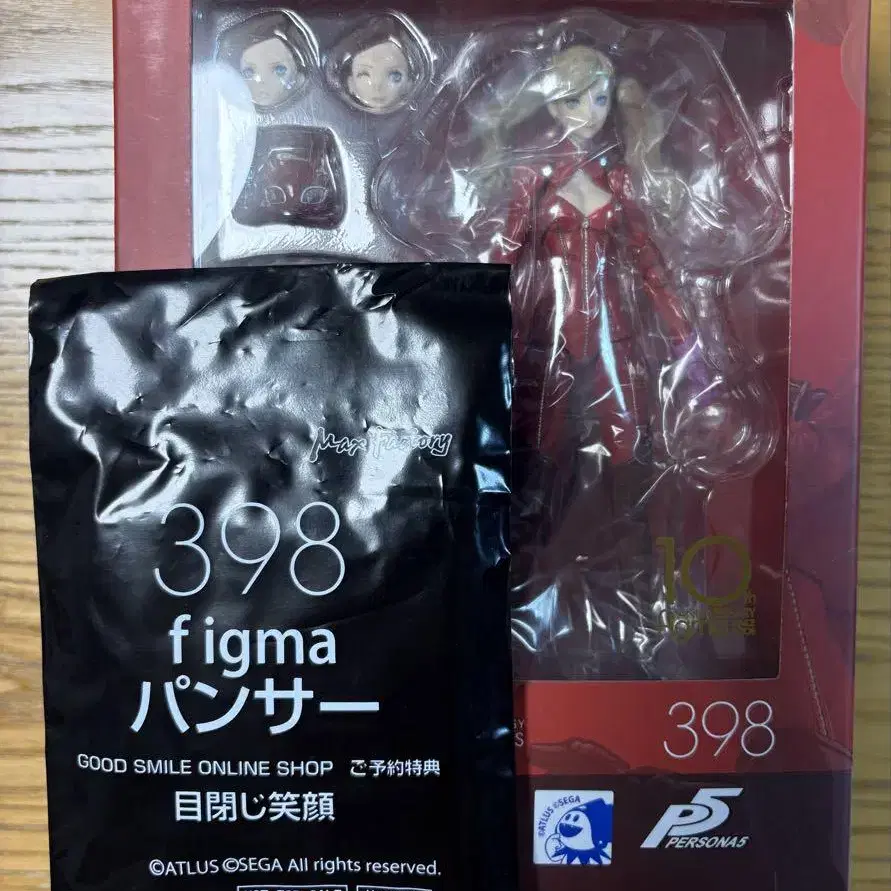 Max Factory
398
figma
パンサー
GOOD SMILE ONLINE SHOP ご予約特典
目閉じ笑顔
©ATLUS ©SEGA All rights reserved.
10
figma
398
©ATLUS ©SEGA
P5
PERSONA5